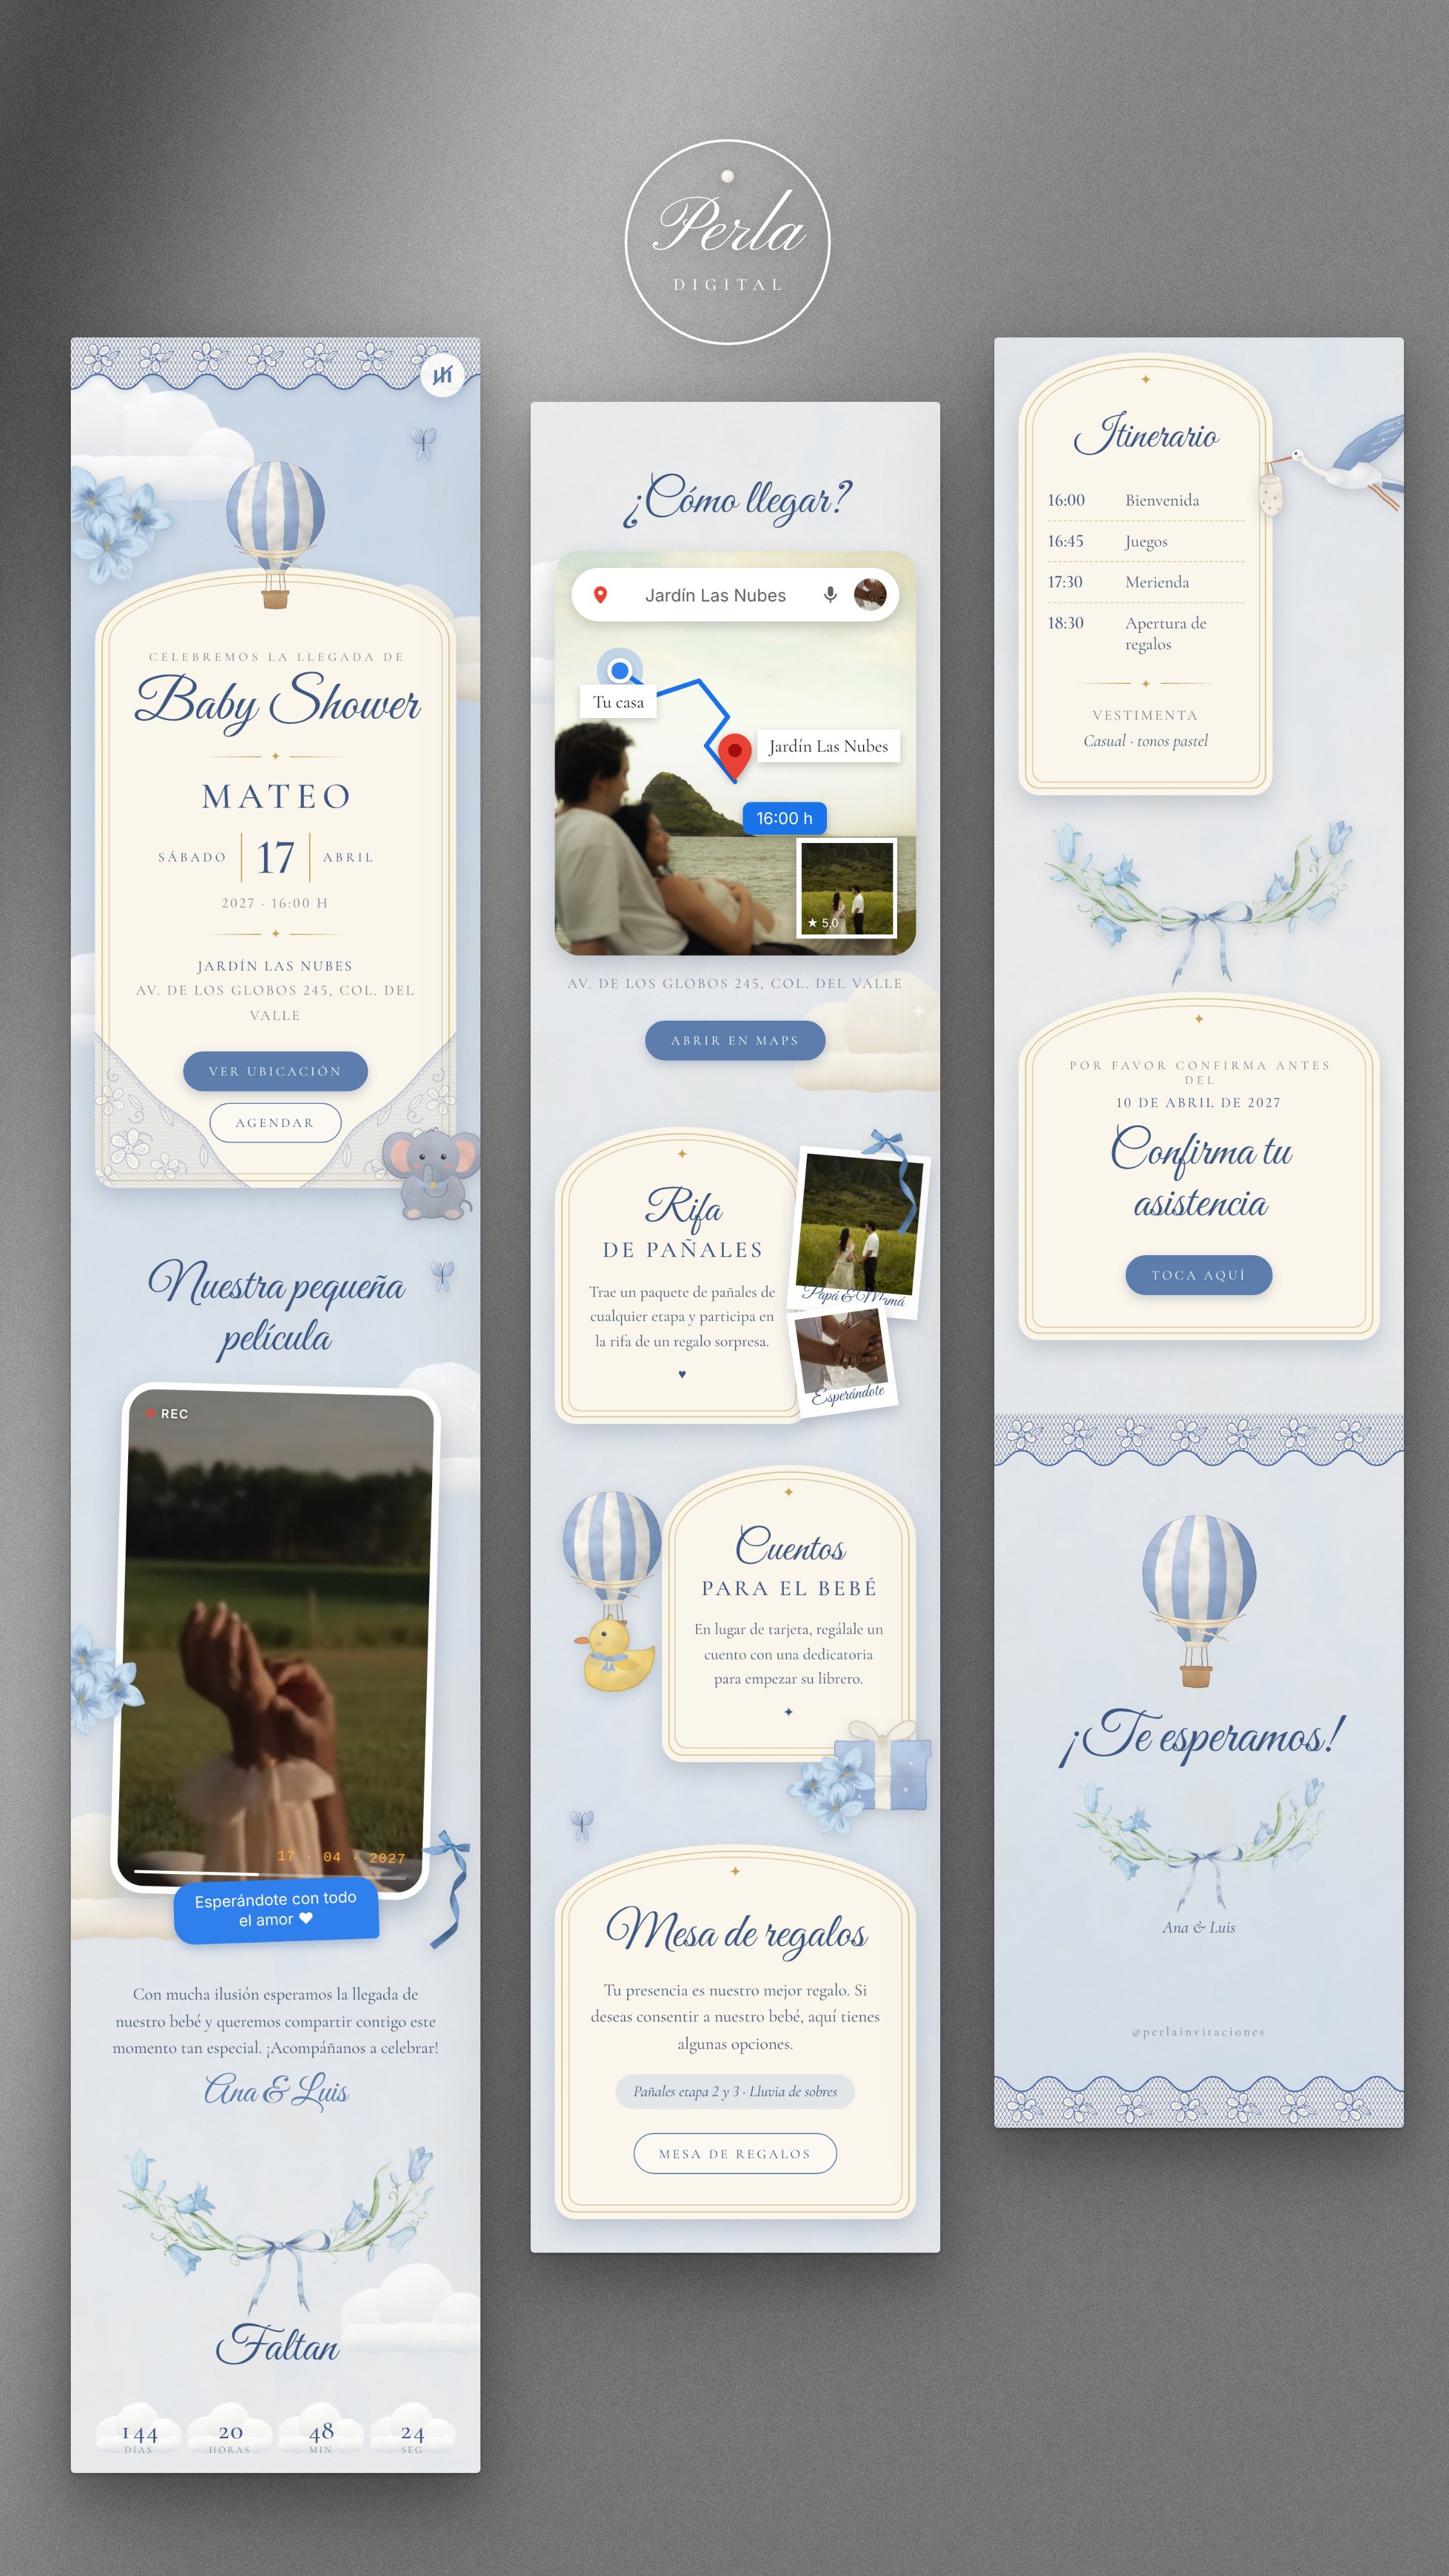 Perla
DIGITAL
CELEBREMOS LA LLEGADA DE
Baby Shower
MATEO
SÁBADO 17 ABRIL
2027 · 16:00 H
JARDÍN LAS NUBES
AV. DE LOS GLOBOS 245, COL. DEL
VALLE
VER UBICACIÓN
AGENDAR
Nuestra pequeña
película
REC
17 · 04 · 2027
Esperándote con todo
el amor ♥
Con mucha ilusión esperamos la llegada de
nuestro bebé y queremos compartir contigo este
momento tan especial. ¡Acompáñanos a celebrar!
Ana & Luis
Faltan
144 20 48 24
DÍAS HORAS MIN SEG
¿Cómo llegar?
Jardín Las Nubes
Tu casa
Jardín Las Nubes
16:00 h
★ 5.0
AV. DE LOS GLOBOS 245, COL. DEL VALLE
ABRIR EN MAPS
Rifa
DE PAÑALES
Trae un paquete de pañales de
cualquier etapa y participa en
la rifa de un regalo sorpresa.
♥
Papá & Mamá
Esperándote
Cuentos
PARA EL BEBÉ
En lugar de tarjeta, regálale un
cuento con una dedicatoria
para empezar su librero.
Mesa de regalos
Tu presencia es nuestro mejor regalo. Si
deseas consentir a nuestro bebé, aquí tienes
algunas opciones.
Pañales etapa 2 y 3 · Lluvia de sobres
MESA DE REGALOS
Itinerario
16:00 Bienvenida
16:45 Juegos
17:30 Merienda
18:30 Apertura de
regalos
VESTIMENTA
Casual · tonos pastel
POR FAVOR CONFIRMA ANTES
DEL
10 DE ABRIL DE 2027
Confirma tu
asistencia
TOCA AQUÍ
¡Te esperamos!
Ana & Luis
@perlainvitaciones